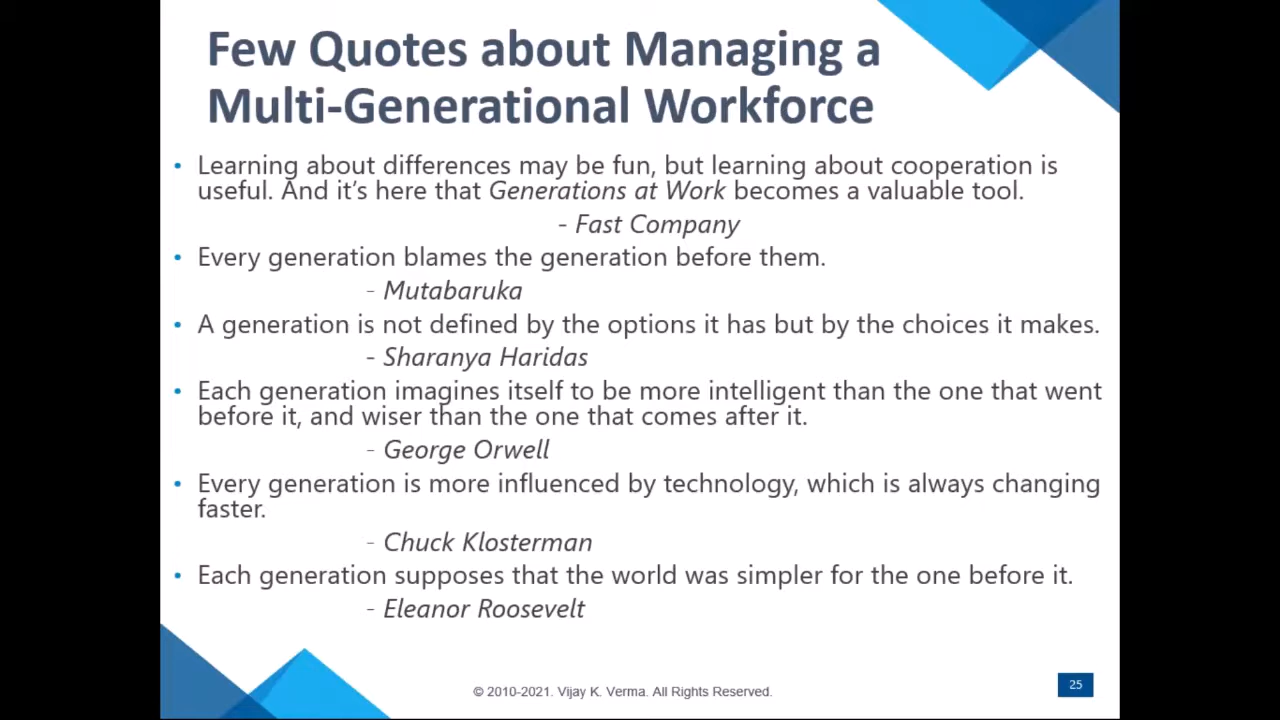 Few Quotes about Managing a
Multi-Generational Workforce
• Learning about differences may be fun, but learning about cooperation is
useful. And it's here that Generations at Work becomes a valuable tool.
- Fast Company
• Every generation blames the generation before them.
- Mutabaruka
• A generation is not defined by the options it has but by the choices it makes.
- Sharanya Haridas
• Each generation imagines itself to be more intelligent than the one that went
before it, and wiser than the one that comes after it.
- George Orwell
• Every generation is more influenced by technology, which is always changing
faster.
- Chuck Klosterman
• Each generation supposes that the world was simpler for the one before it.
- Eleanor Roosevelt
© 2010-2021. Vijay K. Verma. All Rights Reserved.
25